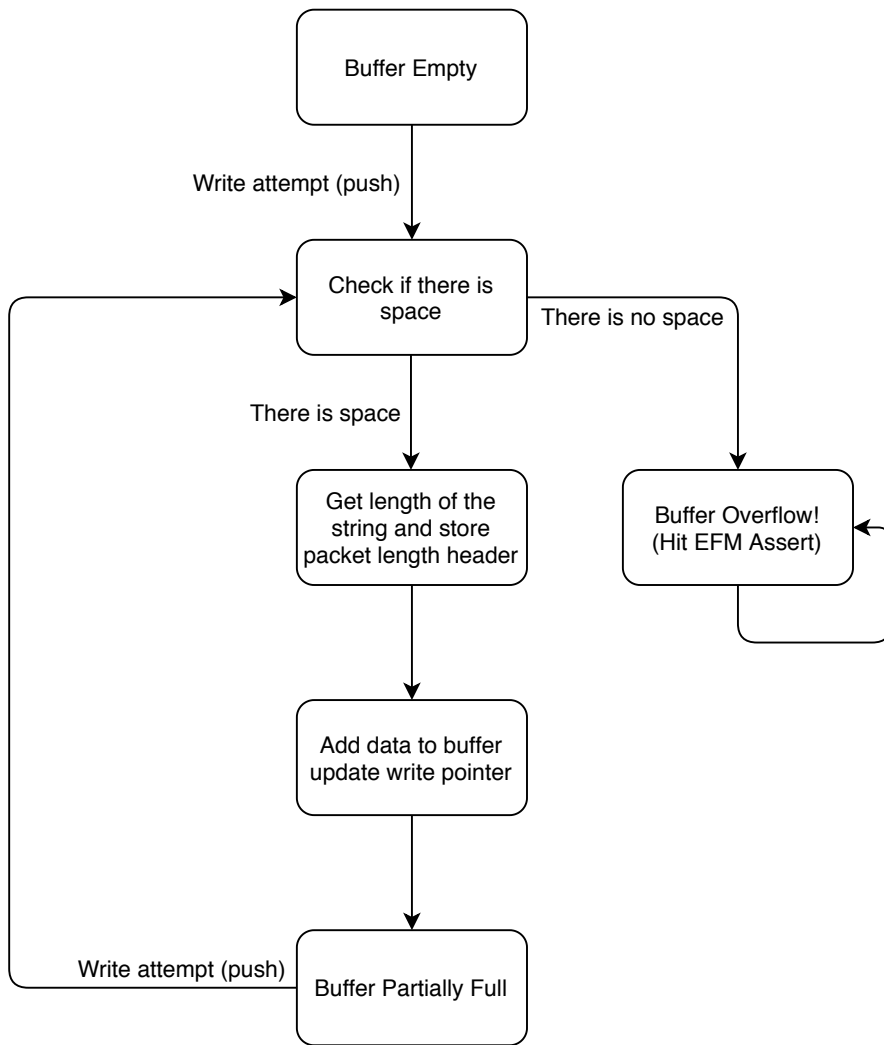 Buffer Empty
Write attempt (push)
Check if there is
space
There is no space
There is space
Get length of the
string and store
packet length header
Buffer Overflow!
(Hit EFM Assert)
Add data to buffer
update write pointer
Write attempt (push)
Buffer Partially Full